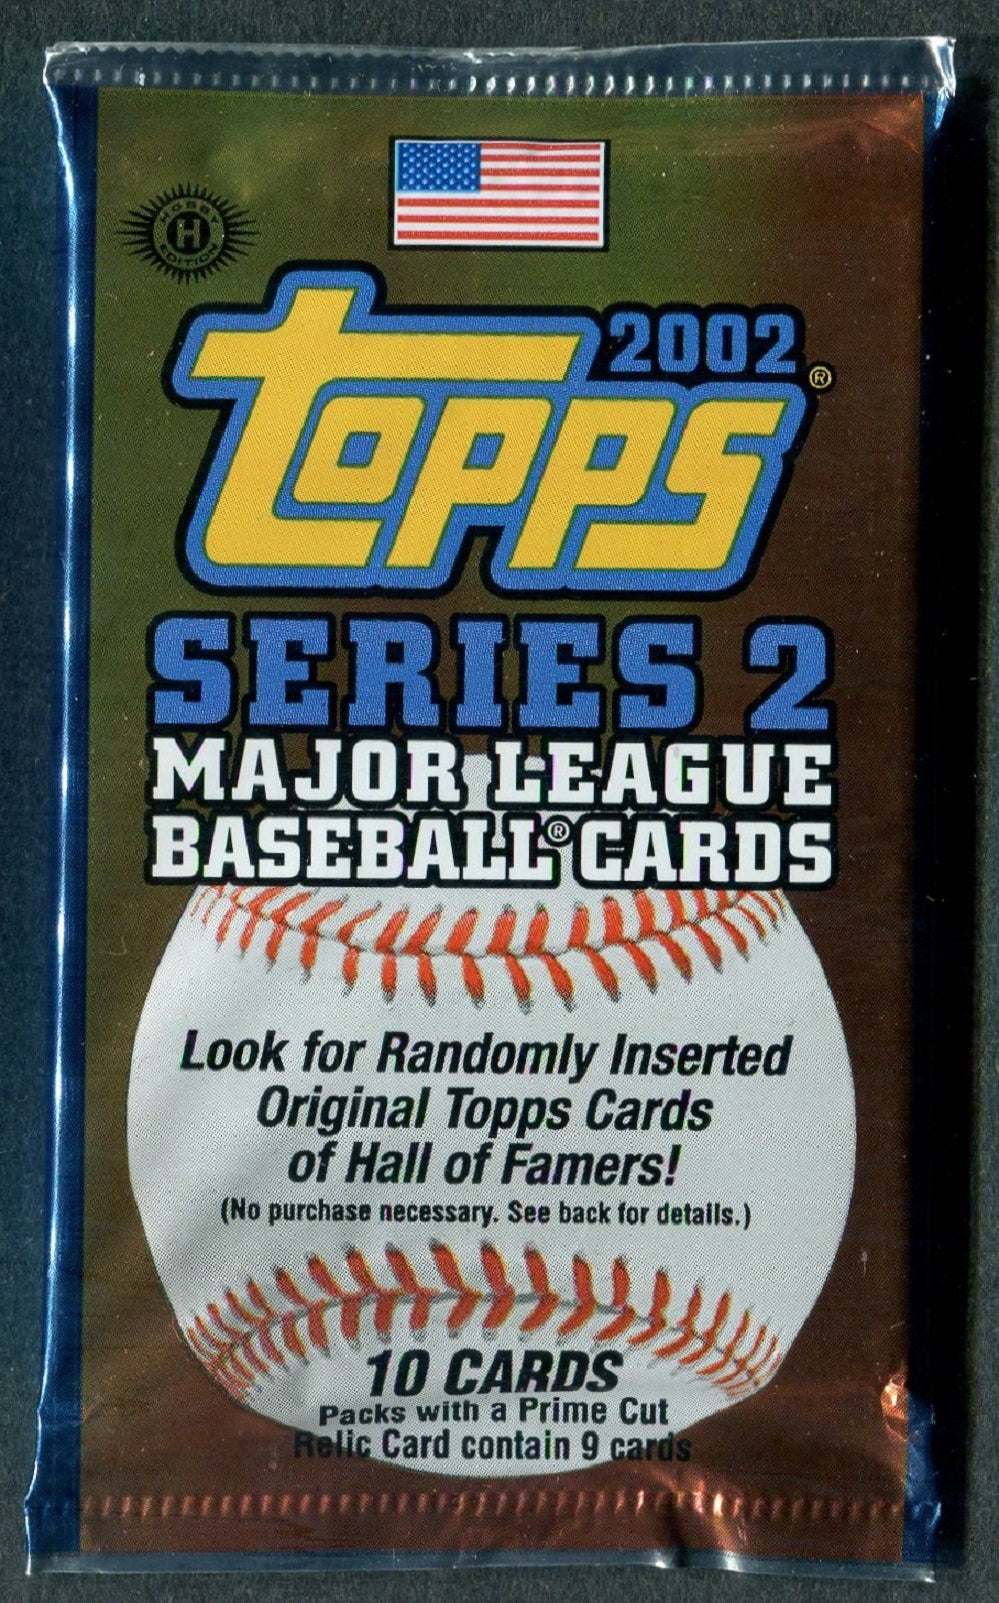 HOBBY
H
EDITION
2002
topps®
SERIES 2
MAJOR LEAGUE
BASEBALL® CARDS
Look for Randomly Inserted
Original Topps Cards
of Hall of Famers!
(No purchase necessary. See back for details.)
10 CARDS
Packs with a Prime Cut
Relic Card contain 9 cards